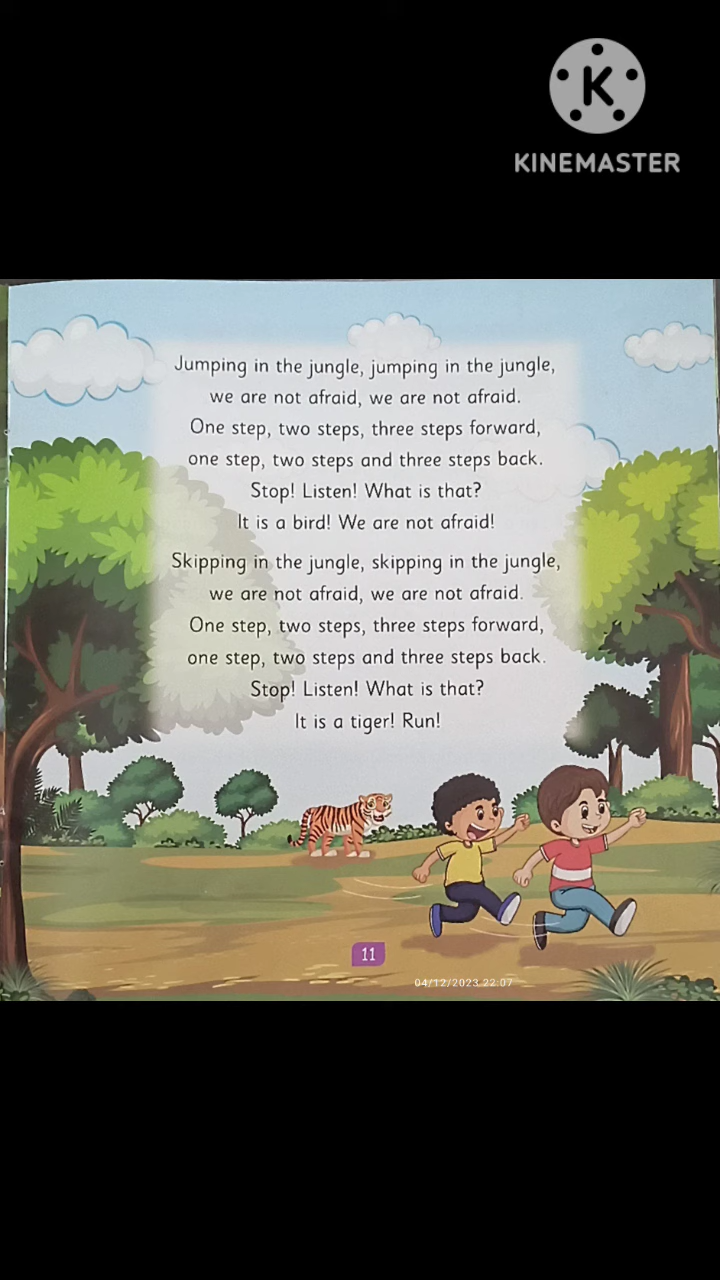 KINEMASTER
Jumping in the jungle, jumping in the jungle,
we are not afraid, we are not afraid.
One step, two steps, three steps forward,
one step, two steps and three steps back.
Stop! Listen! What is that?
It is a bird! We are not afraid!
Skipping in the jungle, skipping in the jungle,
we are not afraid, we are not afraid.
One step, two steps, three steps forward,
one step, two steps and three steps back.
Stop! Listen! What is that?
It is a tiger! Run!
11
04/12/2023 22:07